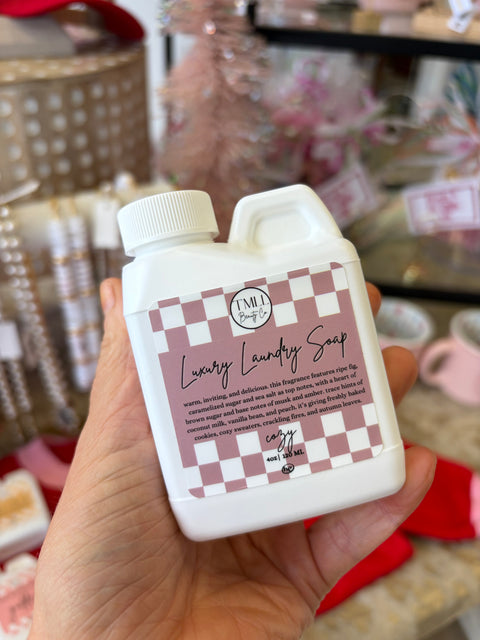 TMLL
Beauty Co
Luxury Laundry Soap
warm, inviting, and delicious. this fragrance features ripe fig,
caramelized sugar and sea salt as top notes, with a heart of
brown sugar and base notes of musk and amber. trace hints of
coconut milk, vanilla bean, and peach. it's giving freshly baked
cookies, cozy sweaters, crackling fires, and autumn leaves.
cozy
4oz | 120 ML